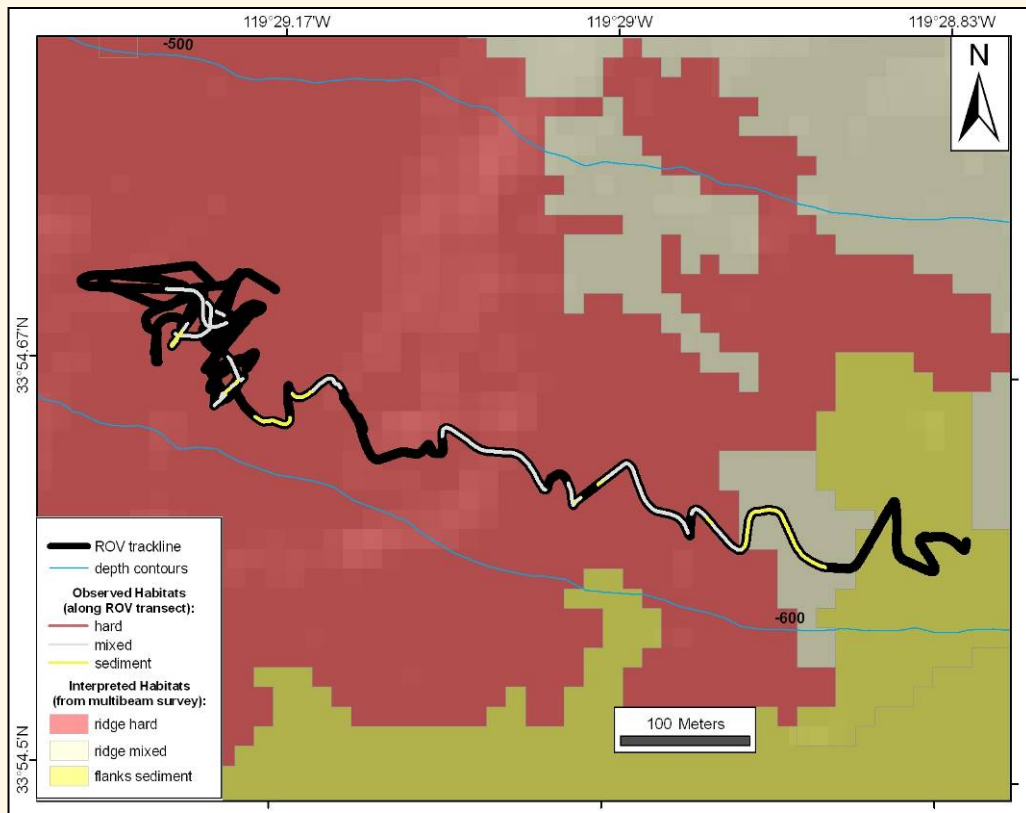 119°29.17'W
119°29'W
119°28.83'W
-500
N
33°54.67'N
-600
33°54.5'N
ROV trackline
depth contours
Observed Habitats
(along ROV transect):
hard
mixed
sediment
Interpreted Habitats
(from multibeam survey):
ridge hard
ridge mixed
flanks sediment
100 Meters